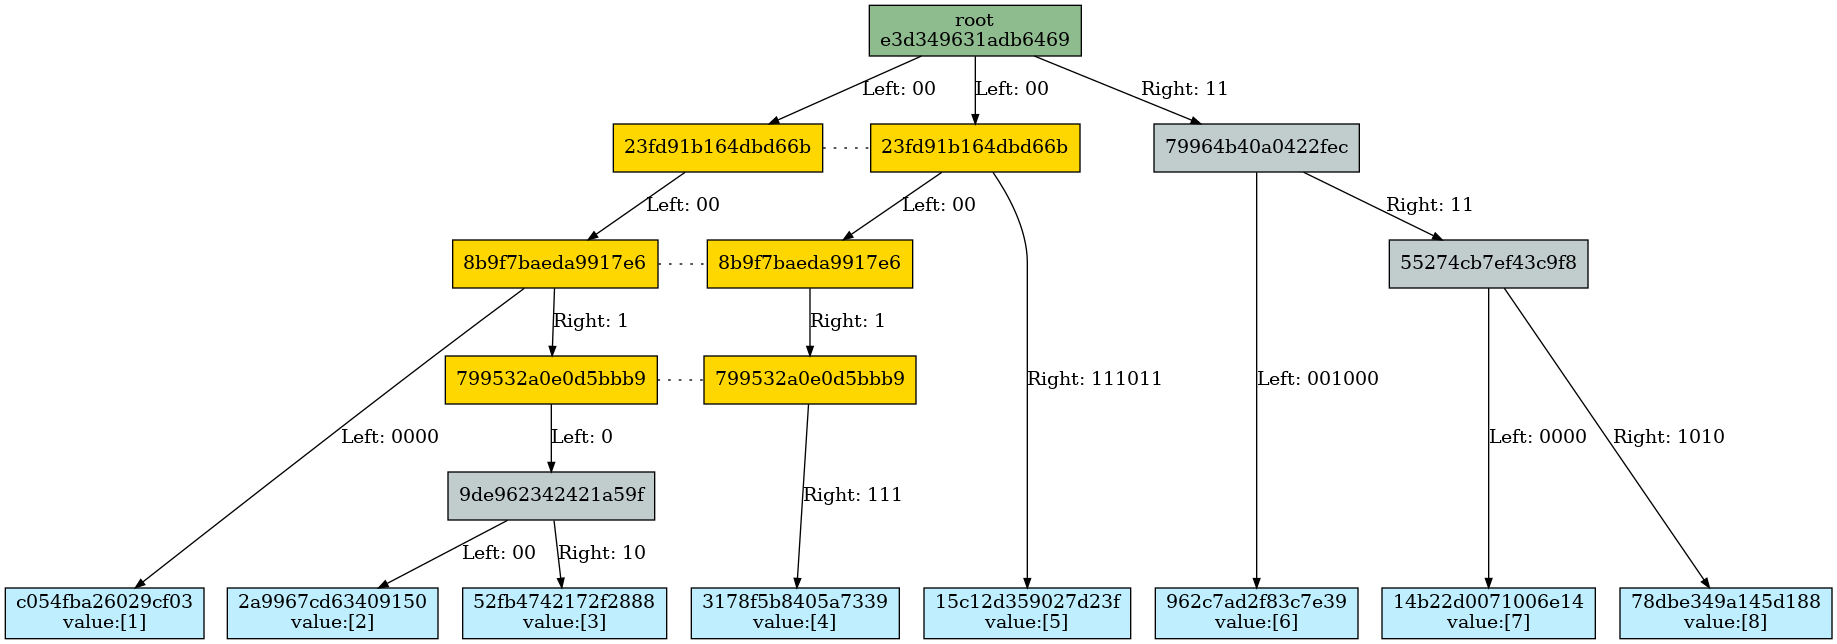 root
e3d349631adb6469
Left: 00
Left: 00
Right: 11
23fd91b164dbd66b
23fd91b164dbd66b
79964b40a0422fec
Left: 00
Left: 00
Right: 11
8b9f7baeda9917e6
8b9f7baeda9917e6
55274cb7ef43c9f8
Right: 1
Right: 1
799532a0e0d5bbb9
799532a0e0d5bbb9
Right: 111011
Left: 001000
Left: 0000
Left: 0
Left: 0000
Right: 1010
9de962342421a59f
Right: 111
Left: 00
Right: 10
c054fba26029cf03
value:[1]
2a9967cd63409150
value:[2]
52fb4742172f2888
value:[3]
3178f5b8405a7339
value:[4]
15c12d359027d23f
value:[5]
962c7ad2f83c7e39
value:[6]
14b22d0071006e14
value:[7]
78dbe349a145d188
value:[8]